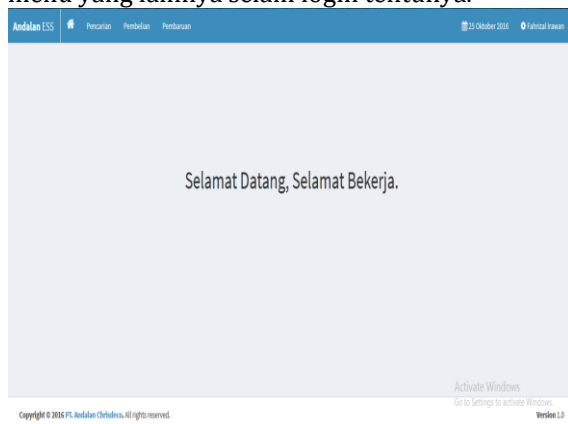 menu yang lainnya selain login tentunya.
Andalan ESS Pencarian Pembelian Pembaruan 25 Oktober 2016 Fahrizal Irawan
Selamat Datang, Selamat Bekerja.
Activate Windows
Go to Settings to activate Windows.
Copyright © 2016 PT. Andalan Chrisdeco. All rights reserved. Version 1.0